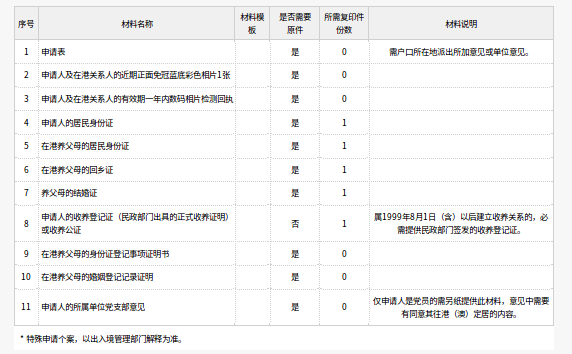 序号 材料名称 材料模板 是否需要原件 所需复印件份数 材料说明
1 申请表 是 0 需户口所在地派出所加意见或单位意见。
2 申请人及在港关系人的近期正面免冠蓝底彩色相片1张 是 0
3 申请人及在港关系人的有效期一年内数码相片检测回执 是 0
4 申请人的居民身份证 是 1
5 在港养父母的居民身份证 是 1
6 在港养父母的回乡证 是 1
7 养父母的结婚证 是 1
8 申请人的收养登记证（民政部门出具的正式收养证明）
或收养公证 否 1 属1999年8月1日（含）以后建立收养关系的，必
需提供民政部门签发的收养登记证。
9 在港养父母的身份证登记事项证明书 是 0
10 在港养父母的婚姻登记记录证明 是 0
11 申请人的所属单位党支部意见 是 0 仅申请人是党员的需另纸提供此材料，意见中需要
有同意其往港（澳）定居的内容。
* 特殊申请个案，以出入境管理部门解释为准。